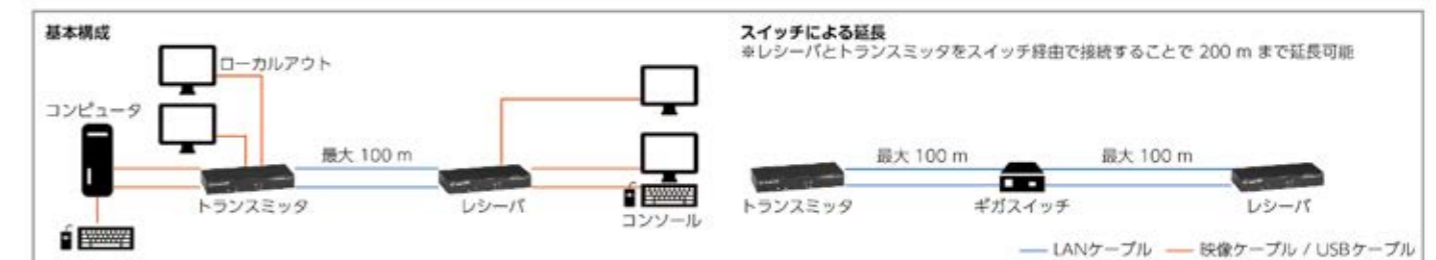 基本構成
ローカルアウト
コンピュータ
最大 100 m
トランスミッタ
レシーバ
コンソール
スイッチによる延長
※レシーバとトランスミッタをスイッチ経由で接続することで 200 m まで延長可能
最大 100 m
最大 100 m
トランスミッタ
ギガスイッチ
レシーバ
LANケーブル
映像ケーブル / USBケーブル